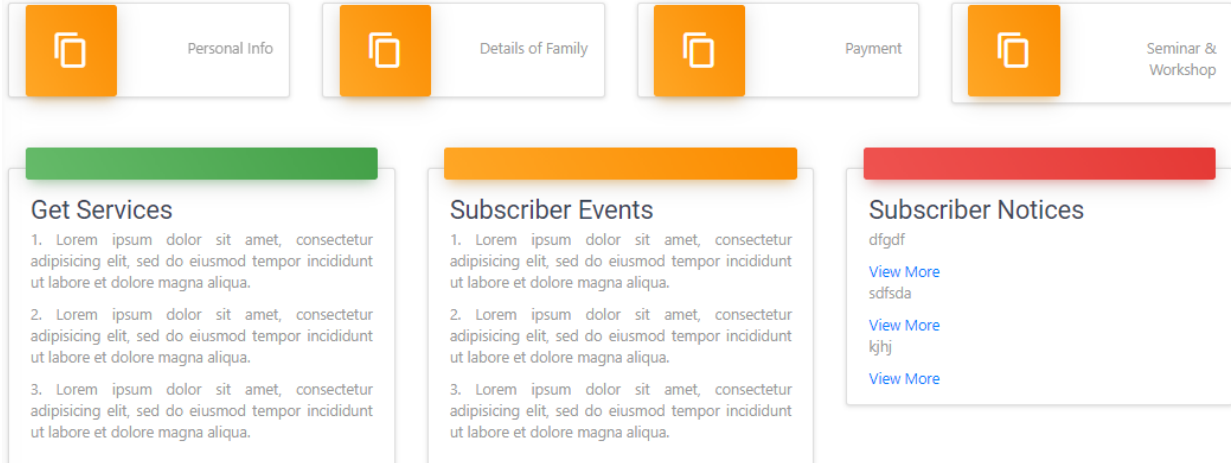 Personal Info
Details of Family
Payment
Seminar &
Workshop
Get Services
1. Lorem ipsum dolor sit amet, consectetur
adipisicing elit, sed do eiusmod tempor incididunt
ut labore et dolore magna aliqua.
2. Lorem ipsum dolor sit amet, consectetur
adipisicing elit, sed do eiusmod tempor incididunt
ut labore et dolore magna aliqua.
3. Lorem ipsum dolor sit amet, consectetur
adipisicing elit, sed do eiusmod tempor incididunt
ut labore et dolore magna aliqua.
Subscriber Events
1. Lorem ipsum dolor sit amet, consectetur
adipisicing elit, sed do eiusmod tempor incididunt
ut labore et dolore magna aliqua.
2. Lorem ipsum dolor sit amet, consectetur
adipisicing elit, sed do eiusmod tempor incididunt
ut labore et dolore magna aliqua.
3. Lorem ipsum dolor sit amet, consectetur
adipisicing elit, sed do eiusmod tempor incididunt
ut labore et dolore magna aliqua.
Subscriber Notices
dfgdf
View More
sdfsda
View More
kjhj
View More